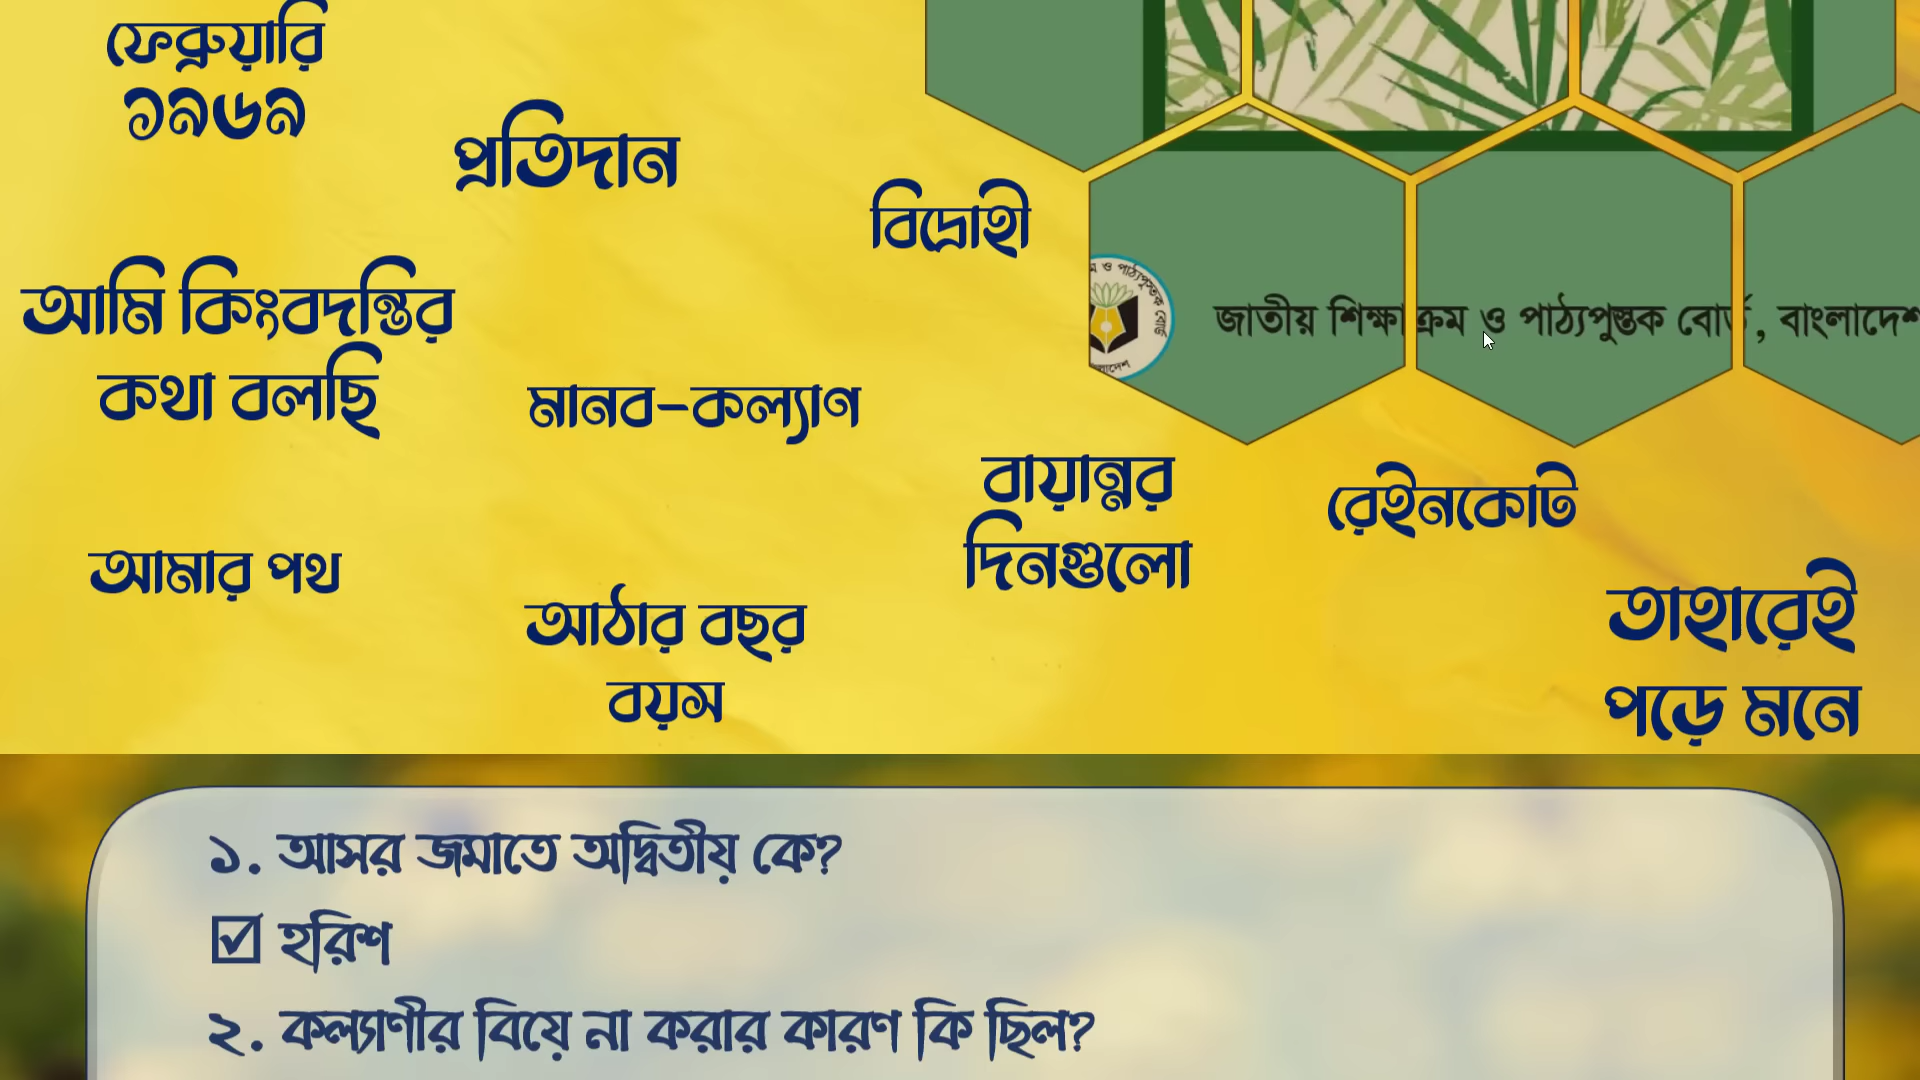 ফেব্রুয়ারি
১৯৬৯
প্রতিদান
বিদ্রোহী
আমি কিংবদন্তির
কথা বলছি
জাতীয় শিক্ষাক্রম ও পাঠ্যপুস্তক বোর্ড, বাংলাদেশ
মানব-কল্যাণ
বায়ান্নর
দিনগুলো
রেইনকোট
আমার পথ
আঠার বছর
বয়স
তাহারেই
পড়ে মনে
১. আসর জমাতে অদ্বিতীয় কে?
☑ হরিশ
২. কল্যাণীর বিয়ে না করার কারণ কি ছিল?